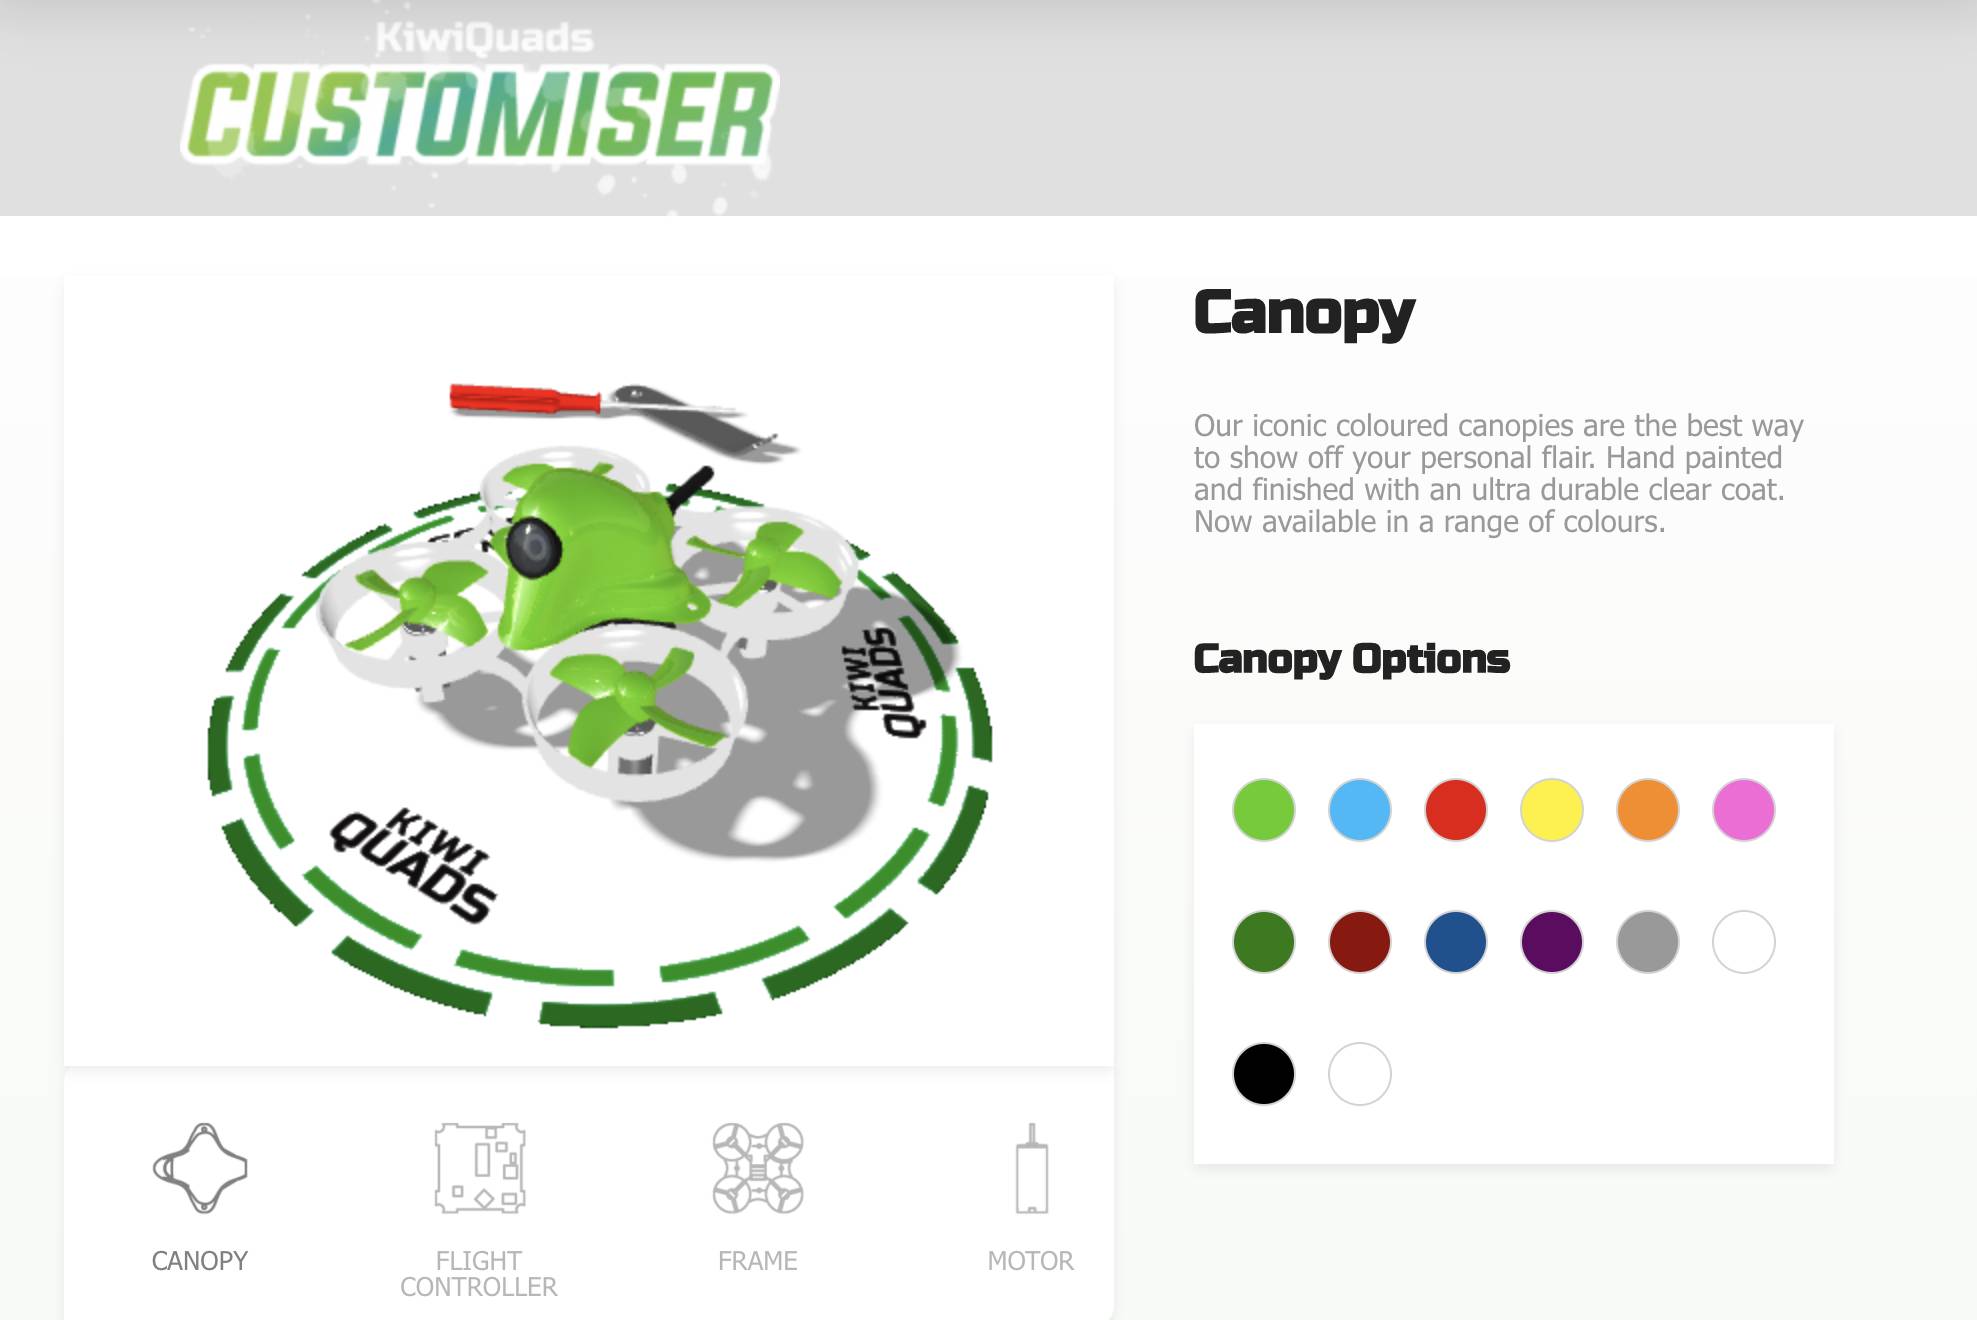 KiwiQuads
CUSTOMISER
Canopy
Our iconic coloured canopies are the best way
to show off your personal flair. Hand painted
and finished with an ultra durable clear coat.
Now available in a range of colours.
Canopy Options
KIWI
QUADS
KIWI
QUADS
CANOPY
FLIGHT
CONTROLLER
FRAME
MOTOR